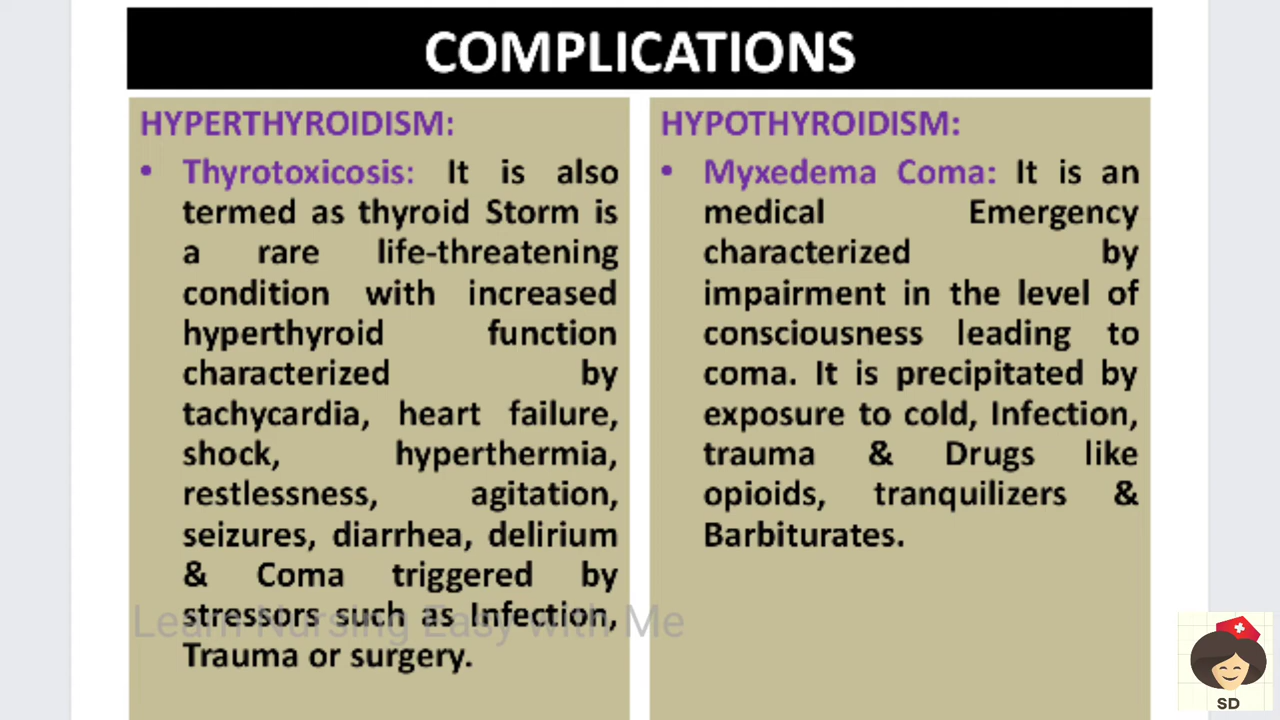 COMPLICATIONS
HYPERTHYROIDISM:
• Thyrotoxicosis: It is also
termed as thyroid Storm is
a rare life-threatening
condition with increased
hyperthyroid function
characterized by
tachycardia, heart failure,
shock, hyperthermia,
restlessness, agitation,
seizures, diarrhea, delirium
& Coma triggered by
stressors such as Infection,
Trauma or surgery.
HYPOTHYROIDISM:
• Myxedema Coma: It is an
medical Emergency
characterized by
impairment in the level of
consciousness leading to
coma. It is precipitated by
exposure to cold, Infection,
trauma & Drugs like
opioids, tranquilizers &
Barbiturates.
Learn Nursing Easy with Me
SD